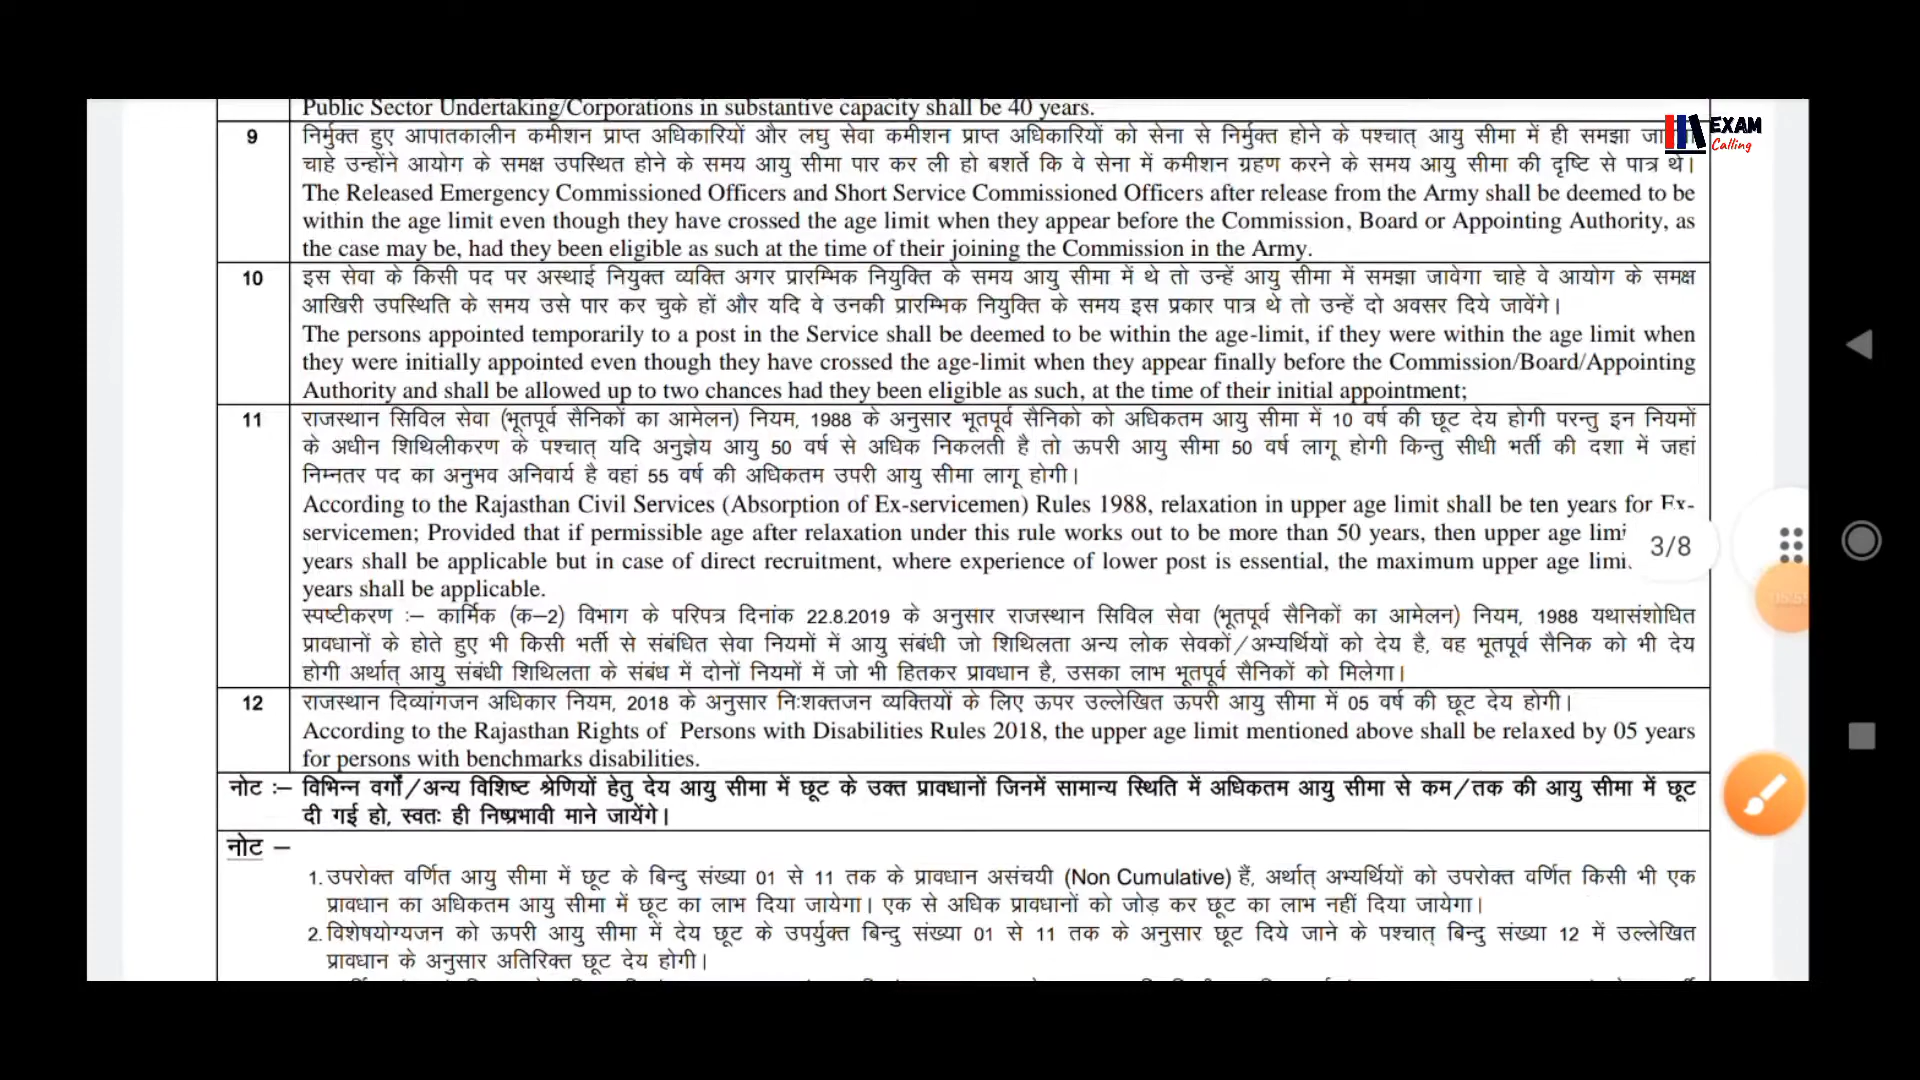 Public Sector Undertaking/Corporations in substantive capacity shall be 40 years.
EXAM
Calling
9 निर्मुक्त हुए आपातकालीन कमीशन प्राप्त अधिकारियों और लघु सेवा कमीशन प्राप्त अधिकारियों को सेना से निर्मुक्त होने के पश्चात् आयु सीमा में ही समझा
चाहे उन्होंने आयोग के समक्ष उपस्थित होने के समय आयु सीमा पार कर ली हो बशर्ते कि वे सेना में कमीशन ग्रहण करने के समय आयु सीमा की दृष्टि से पात्र थे।
The Released Emergency Commissioned Officers and Short Service Commissioned Officers after release from the Army shall be deemed to be
within the age limit even though they have crossed the age limit when they appear before the Commission, Board or Appointing Authority, as
the case may be, had they been eligible as such at the time of their joining the Commission in the Army.
10 इस सेवा के किसी पद पर अस्थाई नियुक्त व्यक्ति अगर प्रारम्भिक नियुक्ति के समय आयु सीमा में थे तो उन्हें आयु सीमा में समझा जावेगा चाहे वे आयोग के समक्ष
आखिरी उपस्थिति के समय उसे पार कर चुके हों और यदि वे उनकी प्रारम्भिक नियुक्ति के समय इस प्रकार पात्र थे तो उन्हें दो अवसर दिये जावेंगे।
The persons appointed temporarily to a post in the Service shall be deemed to be within the age-limit, if they were within the age limit when
they were initially appointed even though they have crossed the age-limit when they appear finally before the Commission/Board/Appointing
Authority and shall be allowed up to two chances had they been eligible as such, at the time of their initial appointment;
11 राजस्थान सिविल सेवा (भूतपूर्व सैनिकों का आमेलन) नियम, 1988 के अनुसार भूतपूर्व सैनिको को अधिकतम आयु सीमा में 10 वर्ष की छूट देय होगी परन्तु इन नियमों
के अधीन शिथिलीकरण के पश्चात् यदि अनुज्ञेय आयु 50 वर्ष से अधिक निकलती है तो ऊपरी आयु सीमा 50 वर्ष लागू होगी किन्तु सीधी भर्ती की दशा में जहां
निम्नतर पद का अनुभव अनिवार्य है वहां 55 वर्ष की अधिकतम उपरी आयु सीमा लागू होगी।
According to the Rajasthan Civil Services (Absorption of Ex-servicemen) Rules 1988, relaxation in upper age limit shall be ten years for Ex-
servicemen; Provided that if permissible age after relaxation under this rule works out to be more than 50 years, then upper age
years shall be applicable but in case of direct recruitment, where experience of lower post is essential, the maximum upper age
years shall be applicable.
3/8
स्पष्टीकरण :– कार्मिक (क–2) विभाग के परिपत्र दिनांक 22.8.2019 के अनुसार राजस्थान सिविल सेवा (भूतपूर्व सैनिकों का आमेलन) नियम, 1988 यथासंशोधित
प्रावधानों के होते हुए भी किसी भर्ती से संबंधित सेवा नियमों में आयु संबंधी जो शिथिलता अन्य लोक सेवकों/अभ्यर्थियों को देय है, वह भूतपूर्व सैनिक को भी देय
होगी अर्थात् आयु संबंधी शिथिलता के संबंध में दोनों नियमों में जो भी हितकर प्रावधान है, उसका लाभ भूतपूर्व सैनिकों को मिलेगा।
12 राजस्थान दिव्यांगजन अधिकार नियम, 2018 के अनुसार निःशक्तजन व्यक्तियों के लिए ऊपर उल्लेखित ऊपरी आयु सीमा में 05 वर्ष की छूट देय होगी।
According to the Rajasthan Rights of Persons with Disabilities Rules 2018, the upper age limit mentioned above shall be relaxed by 05 years
for persons with benchmarks disabilities.
नोट :– विभिन्न वर्गों/अन्य विशिष्ट श्रेणियों हेतु देय आयु सीमा में छूट के उक्त प्रावधानों जिनमें सामान्य स्थिति में अधिकतम आयु सीमा से कम/तक की आयु सीमा में छूट
दी गई हो, स्वतः ही निष्प्रभावी माने जायेंगे।
नोट –
1. उपरोक्त वर्णित आयु सीमा में छूट के बिन्दु संख्या 01 से 11 तक के प्रावधान असंचयी (Non Cumulative) हैं, अर्थात् अभ्यर्थियों को उपरोक्त वर्णित किसी भी एक
प्रावधान का अधिकतम आयु सीमा में छूट का लाभ दिया जायेगा। एक से अधिक प्रावधानों को जोड़ कर छूट का लाभ नहीं दिया जायेगा।
2. विशेषयोग्यजन को ऊपरी आयु सीमा में देय छूट के उपर्युक्त बिन्दु संख्या 01 से 11 तक के अनुसार छूट दिये जाने के पश्चात् बिन्दु संख्या 12 में उल्लेखित
प्रावधान के अनुसार अतिरिक्त छूट देय होगी।